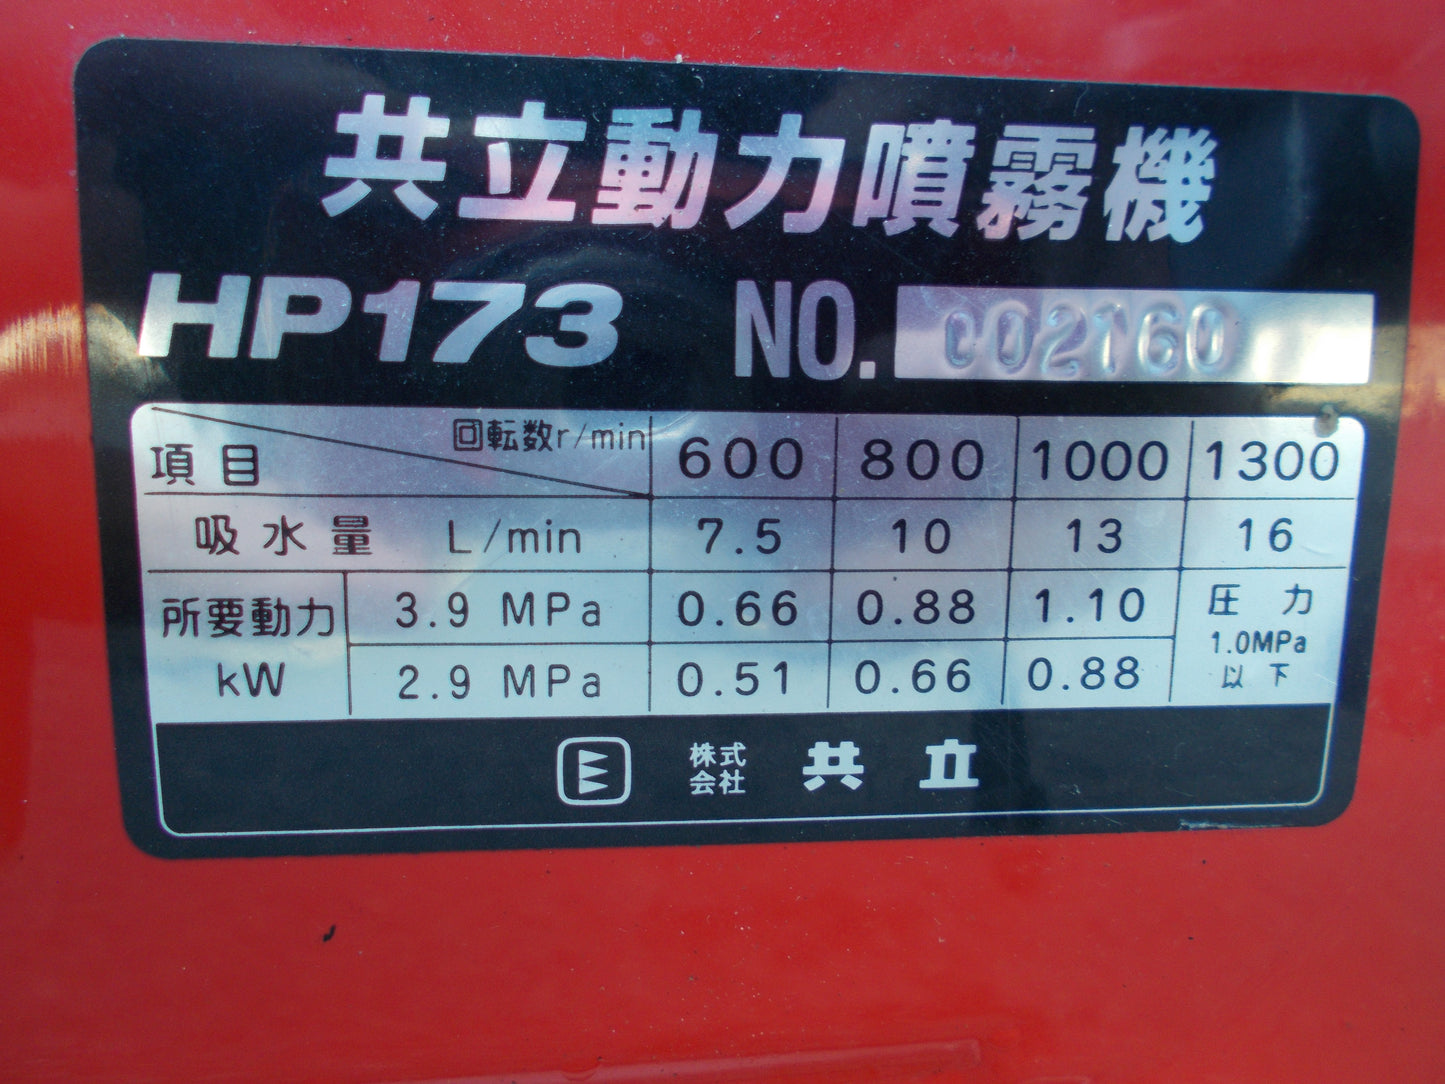 共立動力噴霧機
HP173 NO. 002160
項目 回転数r/min 600 800 1000 1300
吸水量 L/min 7.5 10 13 16
所要動力 kW 3.9 MPa 0.66 0.88 1.10 圧力 1.0MPa 以下
2.9 MPa 0.51 0.66 0.88
株式会社 共立